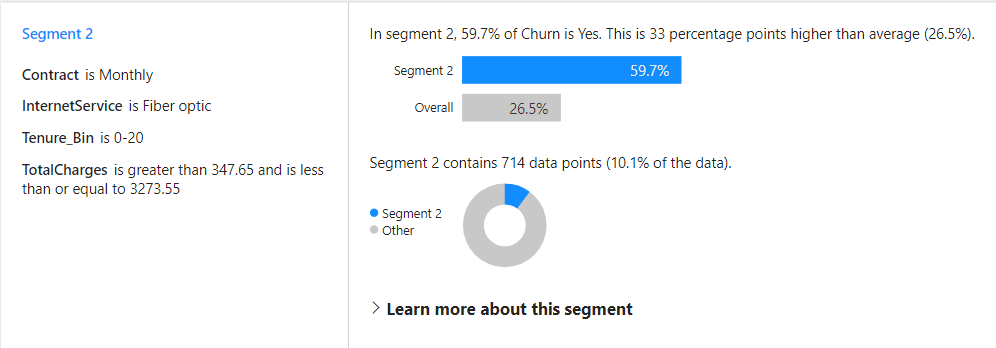 Segment 2
Contract is Monthly
InternetService is Fiber optic
Tenure_Bin is 0-20
TotalCharges is greater than 347.65 and is less
than or equal to 3273.55
In segment 2, 59.7% of Churn is Yes. This is 33 percentage points higher than average (26.5%).
Segment 2 59.7%
Overall 26.5%
Segment 2 contains 714 data points (10.1% of the data).
Segment 2
Other
Learn more about this segment